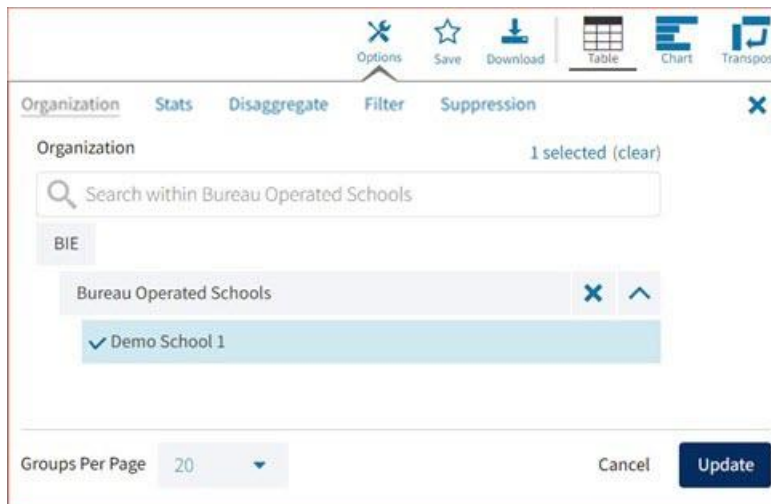 Options Save Download Table Chart Transpos
Organization Stats Disaggregate Filter Suppression
Organization 1 selected (clear)
Search within Bureau Operated Schools
BIE
Bureau Operated Schools
Demo School 1
Groups Per Page 20 Cancel Update